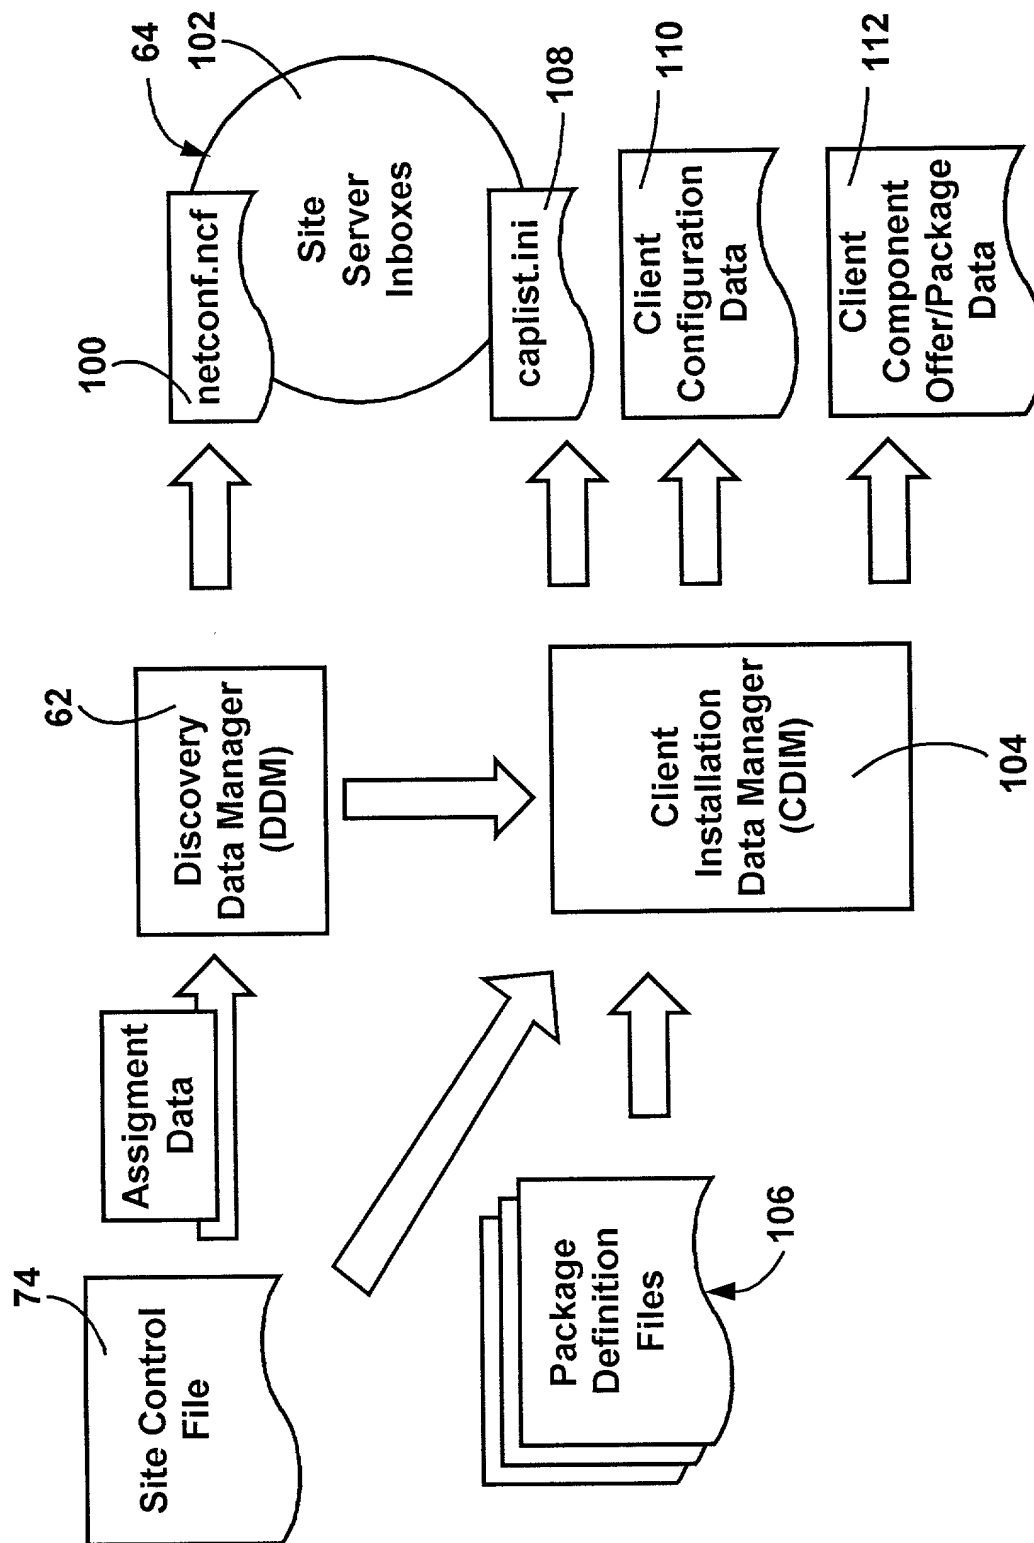 74
Site Control
File
Assigment
Data
62
Discovery
Data Manager
(DDM)
100
netconf.ncf
64
102
Site
Server
Inboxes
caplist.ini
108
Package
Definition
Files
106
Client
Installation
Data Manager
(CDIM)
104
Client
Configuration
Data
110
Client
Component
Offer/Package
Data
112